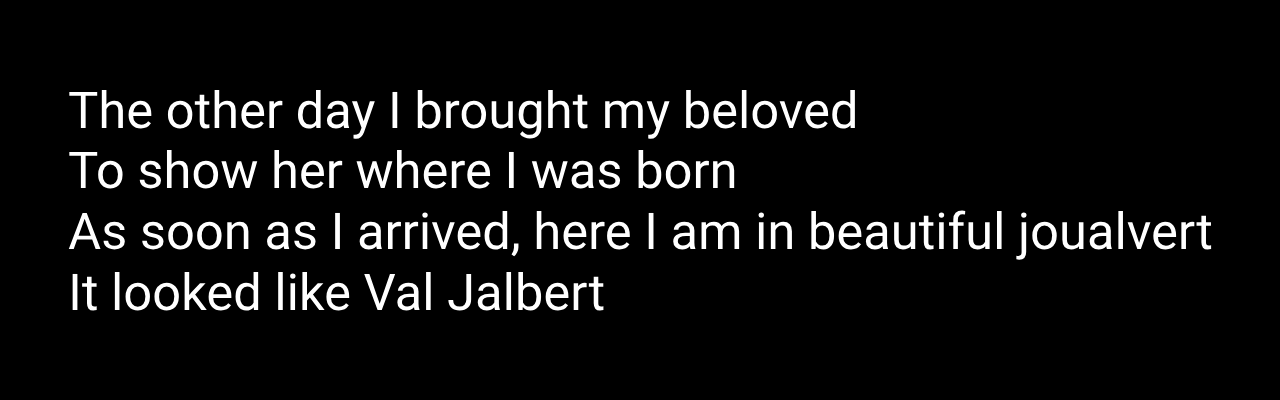 The other day I brought my beloved
To show her where I was born
As soon as I arrived, here I am in beautiful joualvert
It looked like Val Jalbert